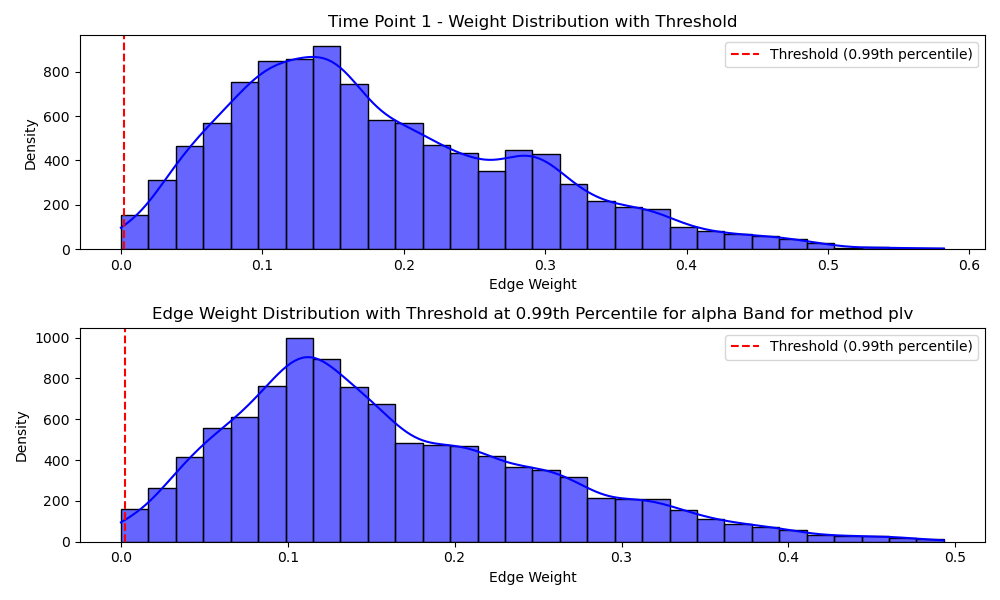 Time Point 1 - Weight Distribution with Threshold
Threshold (0.99th percentile)
Density
800
600
400
200
0
0.0 0.1 0.2 0.3 0.4 0.5 0.6
Edge Weight
Edge Weight Distribution with Threshold at 0.99th Percentile for alpha Band for method plv
Threshold (0.99th percentile)
Density
1000
800
600
400
200
0
0.0 0.1 0.2 0.3 0.4 0.5
Edge Weight